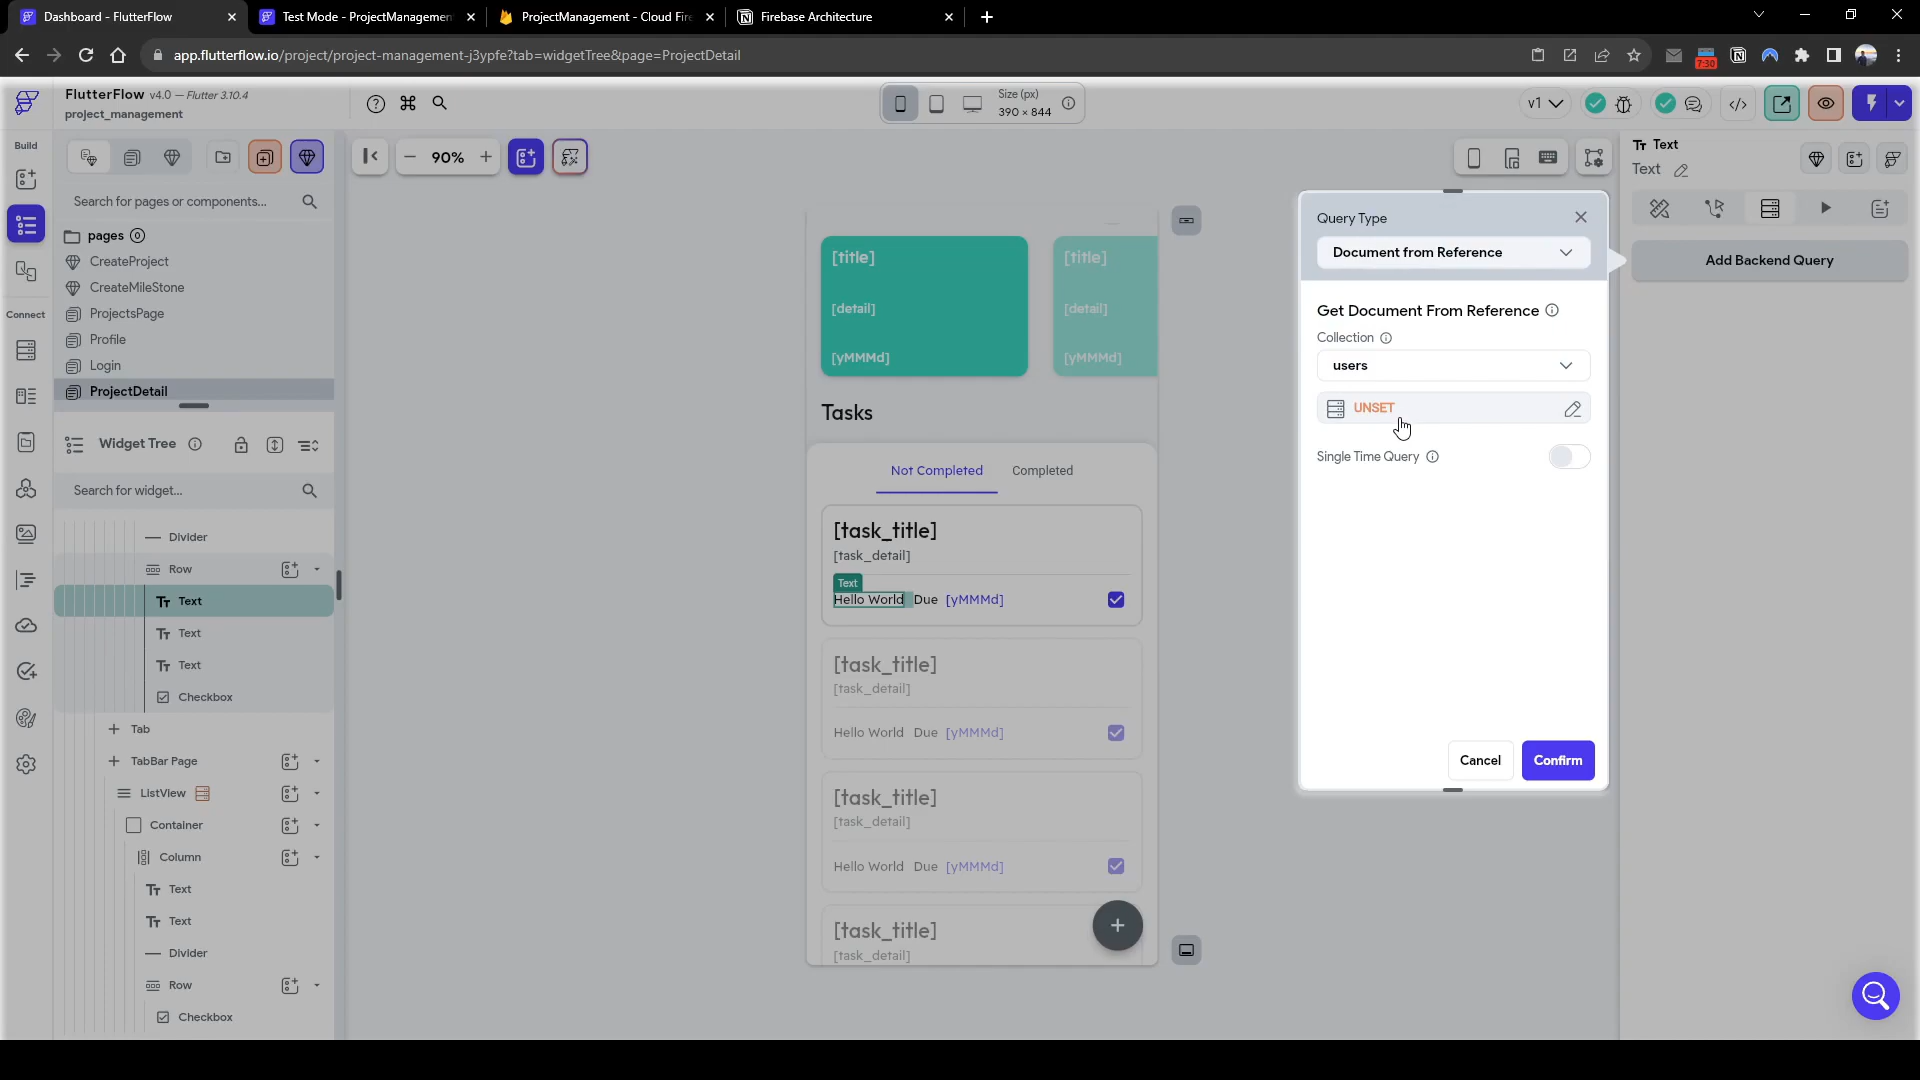 Dashboard - FlutterFlow
Test Mode - ProjectManagement
ProjectManagement - Cloud Fire
Firebase Architecture
app.flutterflow.io/project/project-management-j3ypfe?tab=widgetTree&page=ProjectDetail
7:30
FlutterFlow v4.0 — Flutter 3.10.4
project_management
Size (px)
390 × 844
v1
Build
Connect
Search for pages or components...
pages 0
CreateProject
CreateMileStone
ProjectsPage
Profile
Login
ProjectDetail
Widget Tree
Search for widget...
Divider
Row
Text
Text
Text
Checkbox
Tab
TabBar Page
ListView
Container
Column
Text
Text
Divider
Row
Checkbox
90%
[title]
[detail]
[yMMMd]
[title]
[detail]
[yMMMd]
Tasks
Not Completed
Completed
[task_title]
[task_detail]
Text
Hello World Due [yMMMd]
[task_title]
[task_detail]
Hello World Due [yMMMd]
[task_title]
[task_detail]
Hello World Due [yMMMd]
[task_title]
[task_detail]
Query Type
Document from Reference
Get Document From Reference
Collection
users
UNSET
Single Time Query
Cancel
Confirm
Text
Text
Add Backend Query